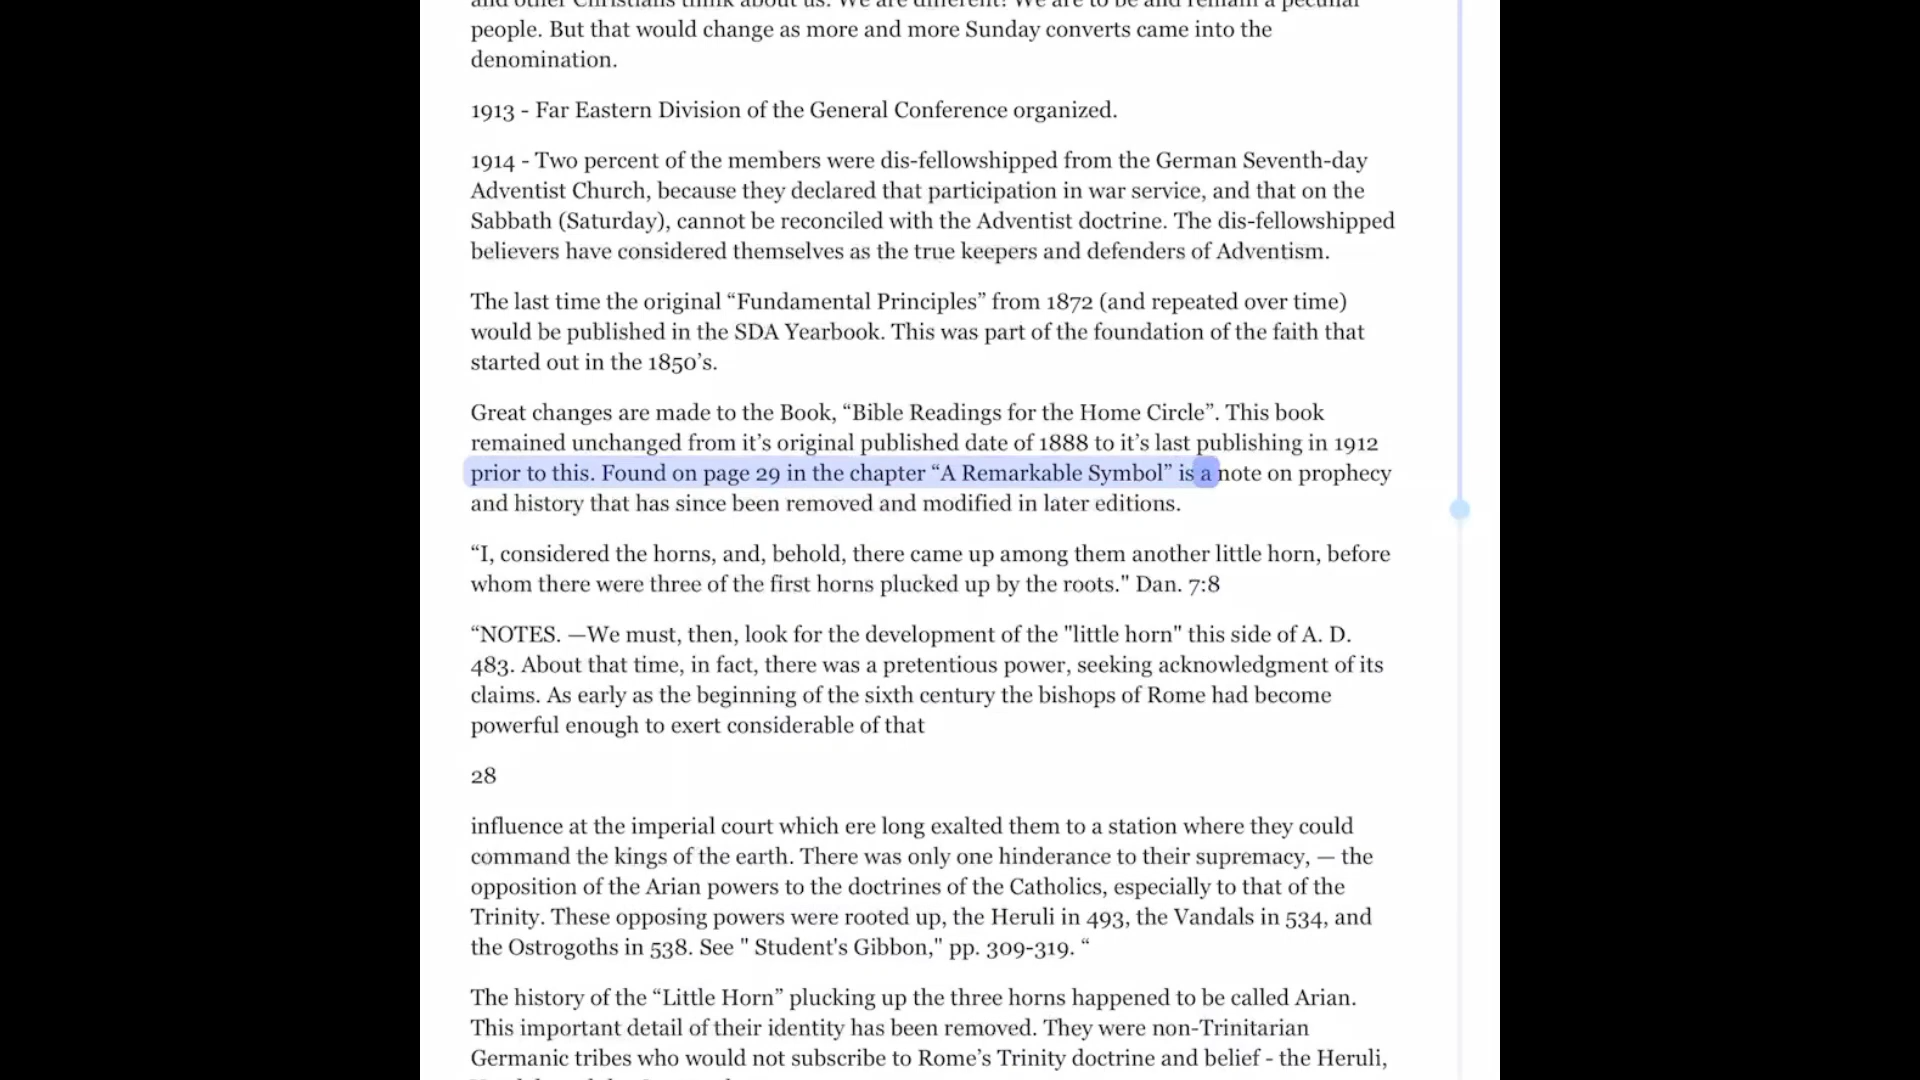 and other Christians think about us. We are different! We are to be and remain a peculiar
people. But that would change as more and more Sunday converts came into the
denomination.
1913 - Far Eastern Division of the General Conference organized.
1914 - Two percent of the members were dis-fellowshipped from the German Seventh-day
Adventist Church, because they declared that participation in war service, and that on the
Sabbath (Saturday), cannot be reconciled with the Adventist doctrine. The dis-fellowshipped
believers have considered themselves as the true keepers and defenders of Adventism.
The last time the original “Fundamental Principles” from 1872 (and repeated over time)
would be published in the SDA Yearbook. This was part of the foundation of the faith that
started out in the 1850’s.
Great changes are made to the Book, “Bible Readings for the Home Circle”. This book
remained unchanged from it’s original published date of 1888 to it’s last publishing in 1912
prior to this. Found on page 29 in the chapter “A Remarkable Symbol” is a note on prophecy
and history that has since been removed and modified in later editions.
“I, considered the horns, and, behold, there came up among them another little horn, before
whom there were three of the first horns plucked up by the roots." Dan. 7:8
“NOTES. —We must, then, look for the development of the "little horn" this side of A. D.
483. About that time, in fact, there was a pretentious power, seeking acknowledgment of its
claims. As early as the beginning of the sixth century the bishops of Rome had become
powerful enough to exert considerable of that
28
influence at the imperial court which ere long exalted them to a station where they could
command the kings of the earth. There was only one hinderance to their supremacy, — the
opposition of the Arian powers to the doctrines of the Catholics, especially to that of the
Trinity. These opposing powers were rooted up, the Heruli in 493, the Vandals in 534, and
the Ostrogoths in 538. See " Student's Gibbon," pp. 309-319. “
The history of the “Little Horn” plucking up the three horns happened to be called Arian.
This important detail of their identity has been removed. They were non-Trinitarian
Germanic tribes who would not subscribe to Rome’s Trinity doctrine and belief - the Heruli,